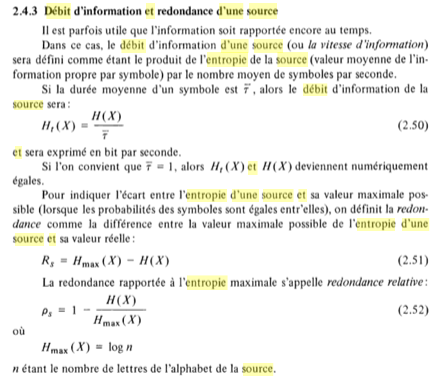 2.4.3 Débit d'information et redondance d'une source
Il est parfois utile que l'information soit rapportée encore au temps.
Dans ce cas, le débit d'information d'une source (ou la vitesse d'information)
sera défini comme étant le produit de l'entropie de la source (valeur moyenne de l'in-
formation propre par symbole) par le nombre moyen de symboles par seconde.
Si la durée moyenne d'un symbole est τ̅, alors le débit d'information de la
source sera :
Hₜ(X) = H(X) / τ̅ (2.50)
et sera exprimé en bit par seconde.
Si l'on convient que τ̅ = 1, alors Hₜ(X) et H(X) deviennent numériquement
égales.
Pour indiquer l'écart entre l'entropie d'une source et sa valeur maximale pos-
sible (lorsque les probabilités des symboles sont égales entr'elles), on définit la redon-
dance comme la différence entre la valeur maximale possible de l'entropie d'une
source et sa valeur réelle :
Rₛ = Hmax(X) − H(X) (2.51)
La redondance rapportée à l'entropie maximale s'appelle redondance relative :
ρₛ = 1 − H(X) / Hmax(X) (2.52)
où
Hmax(X) = log n
n étant le nombre de lettres de l'alphabet de la source.